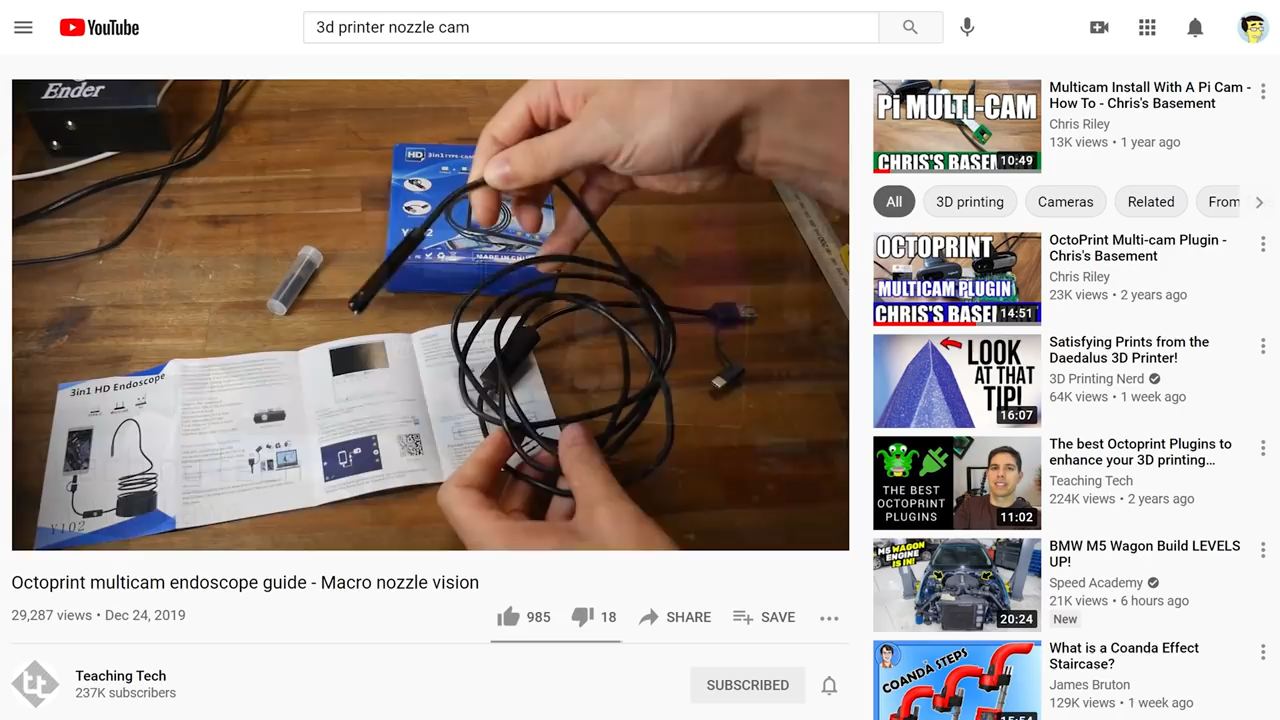 YouTube
3d printer nozzle cam
Ender
HD 3in1
MADE IN CHINA
3in1 HD Endoscope
Y102
Octoprint multicam endoscope guide - Macro nozzle vision
29,287 views • Dec 24, 2019
985
18
SHARE
SAVE
Teaching Tech
237K subscribers
SUBSCRIBED
Pi MULTI-CAM
CHRIS'S
10:49
Multicam Install With A Pi Cam -
How To - Chris's Basement
Chris Riley
13K views • 1 year ago
All
3D printing
Cameras
Related
From
OCTOPRINT
MULTICAM PLUGIN
CHRIS'S
14:51
OctoPrint Multi-cam Plugin -
Chris's Basement
Chris Riley
23K views • 2 years ago
LOOK
AT THAT
TIP!
16:07
Satisfying Prints from the
Daedalus 3D Printer!
3D Printing Nerd
64K views • 1 week ago
THE BEST
OCTOPRINT
PLUGINS
11:02
The best Octoprint Plugins to
enhance your 3D printing...
Teaching Tech
224K views • 2 years ago
M5 WAGON
ENGINE
IS IN!
20:24
BMW M5 Wagon Build LEVELS
UP!
Speed Academy
21K views • 6 hours ago
New
COANDA STEPS
What is a Coanda Effect
Staircase?
James Bruton
129K views • 1 week ago